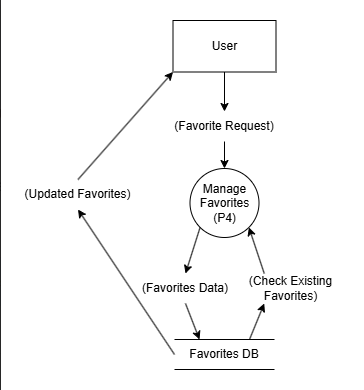 User
(Favorite Request)
Manage
Favorites
(P4)
(Updated Favorites)
(Favorites Data)
(Check Existing
Favorites)
Favorites DB